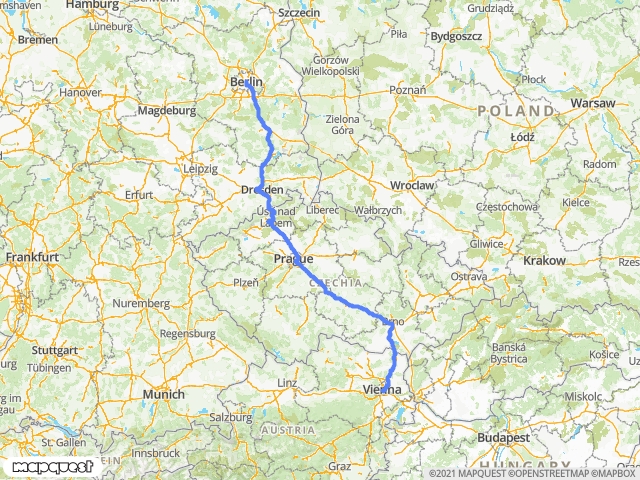 Hamburg
Szczecin
Grudziądz
Lüneburg
Bremen
Piła
Bydgoszcz
Gorzów
Wielkopolski
Berlin
Płock
Hanover
Poznań
Magdeburg
POLAND
Warsaw
Zielona
Góra
Łódź
Leipzig
Radom
Dresden
Wroclaw
Erfurt
Kielce
Ústí nad
Labem
Liberec
Wałbrzych
Częstochowa
Gliwice
Frankfurt
Prague
Krakow
Ostrava
Plzeň
CZECHIA
Nuremberg
Brno
Regensburg
Banská
Bystrica
Košice
Stuttgart
Tübingen
Linz
Vienna
Munich
Miskolc
Salzburg
AUSTRIA
St. Gallen
Innsbruck
Budapest
Graz
HUNGARY
mapquest
©2021 MAPQUEST ©OPENSTREETMAP ©MAPBOX